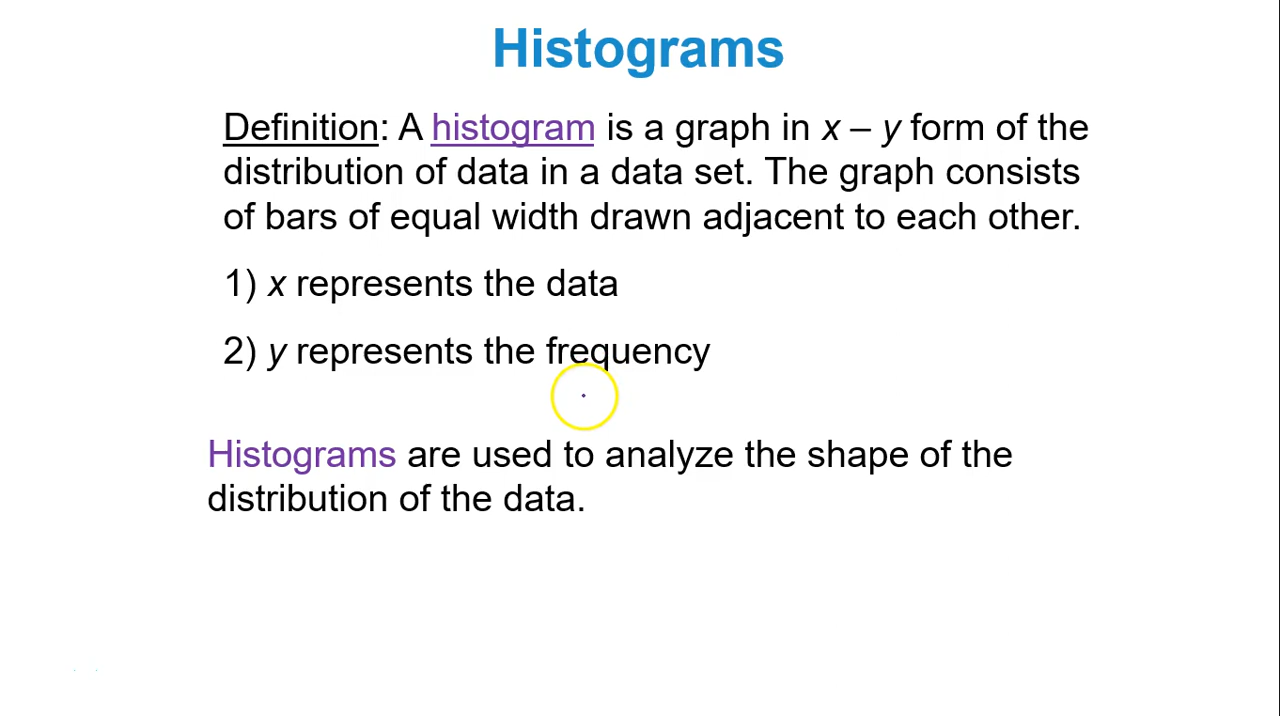 Histograms
Definition: A histogram is a graph in x – y form of the
distribution of data in a data set. The graph consists
of bars of equal width drawn adjacent to each other.
1) x represents the data
2) y represents the frequency
Histograms are used to analyze the shape of the
distribution of the data.